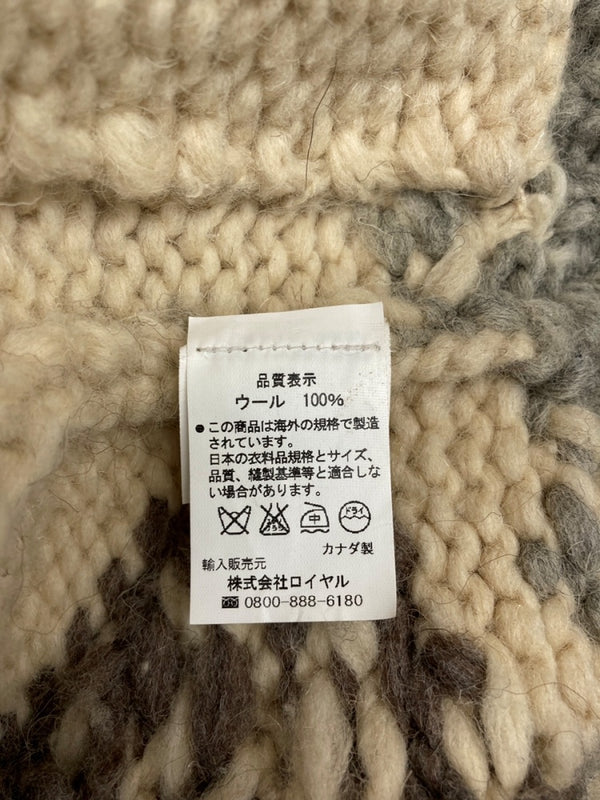 品質表示
ウール 100%
●この商品は海外の規格で製造
されています。
日本の衣料品規格とサイズ、
品質、縫製基準等と適合しな
い場合があります。
中
ドライ
カナダ製
輸入販売元
株式会社ロイヤル
0800-888-6180